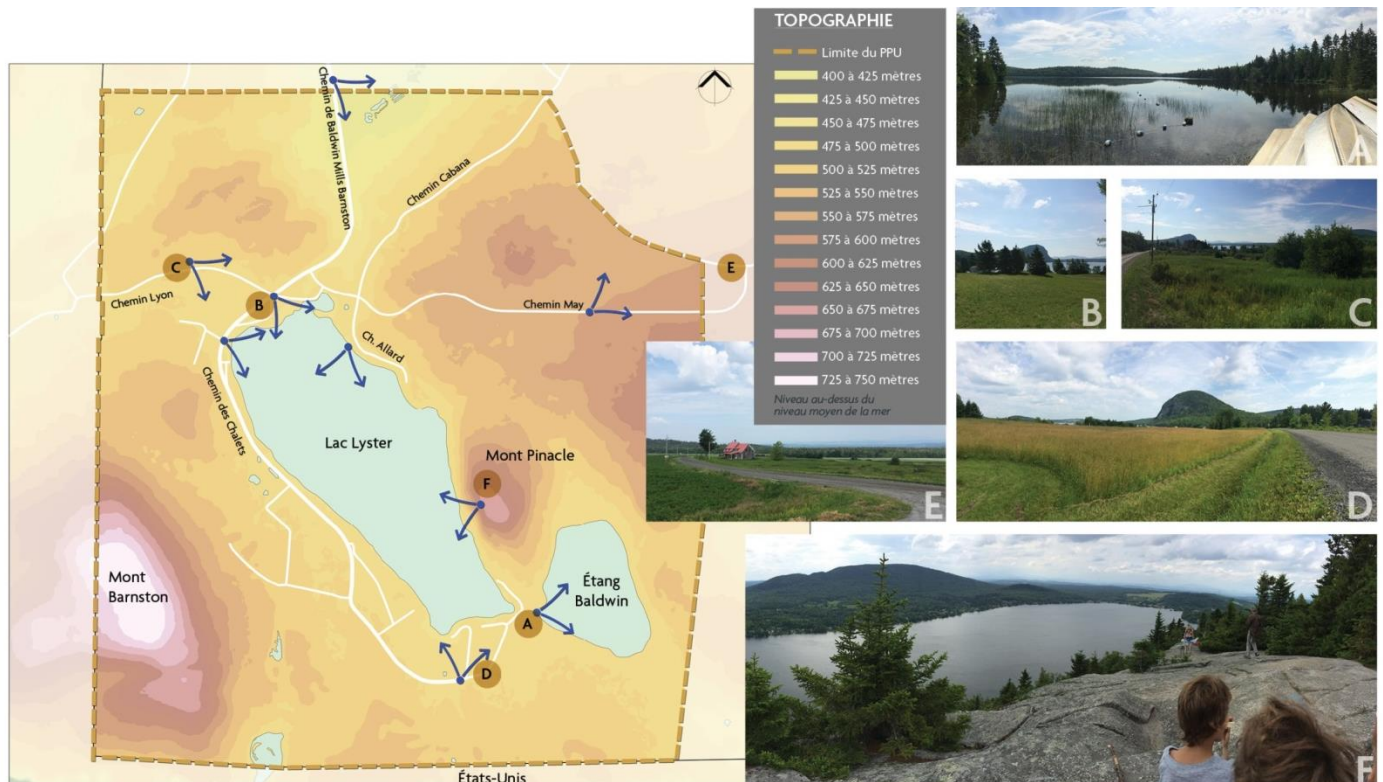 TOPOGRAPHIE
Limite du PPU
400 à 425 mètres
425 à 450 mètres
450 à 475 mètres
475 à 500 mètres
500 à 525 mètres
525 à 550 mètres
550 à 575 mètres
575 à 600 mètres
600 à 625 mètres
625 à 650 mètres
650 à 675 mètres
675 à 700 mètres
700 à 725 mètres
725 à 750 mètres
Niveau au-dessus du
niveau moyen de la mer
Chemin de Baldwin Mills Barnston
Chemin Cabana
C
Chemin Lyon
B
E
Chemin May
Ch. Allard
Chemin des Chalets
Lac Lyster
Mont Pinacle
F
Mont
Barnston
Étang
Baldwin
A
D
États-Unis
A
B
C
D
E
F